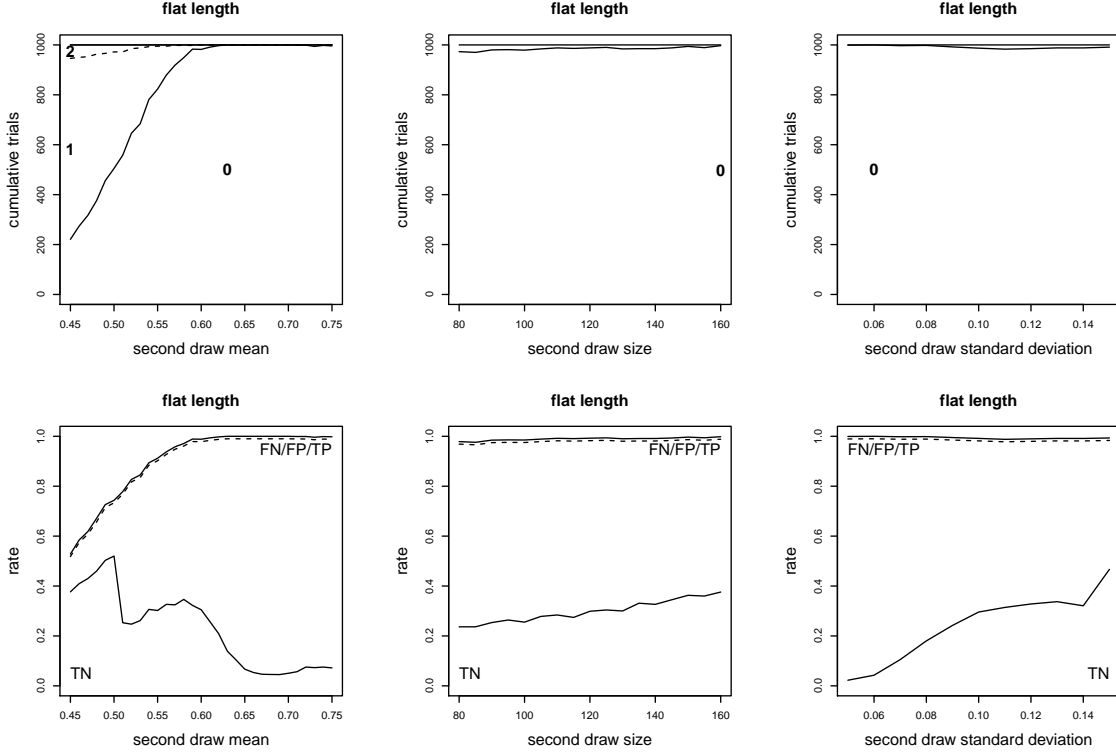 flat length
cumulative trials
0 200 400 600 800 1000
2
1
0
0.45 0.50 0.55 0.60 0.65 0.70 0.75
second draw mean
flat length
cumulative trials
0 200 400 600 800 1000
0
80 100 120 140 160
second draw size
flat length
cumulative trials
0 200 400 600 800 1000
0
0.06 0.08 0.10 0.12 0.14
second draw standard deviation
flat length
rate
0.0 0.2 0.4 0.6 0.8 1.0
FN/FP/TP
TN
0.45 0.50 0.55 0.60 0.65 0.70 0.75
second draw mean
flat length
rate
0.0 0.2 0.4 0.6 0.8 1.0
FN/FP/TP
TN
80 100 120 140 160
second draw size
flat length
rate
0.0 0.2 0.4 0.6 0.8 1.0
FN/FP/TP
TN
0.06 0.08 0.10 0.12 0.14
second draw standard deviation